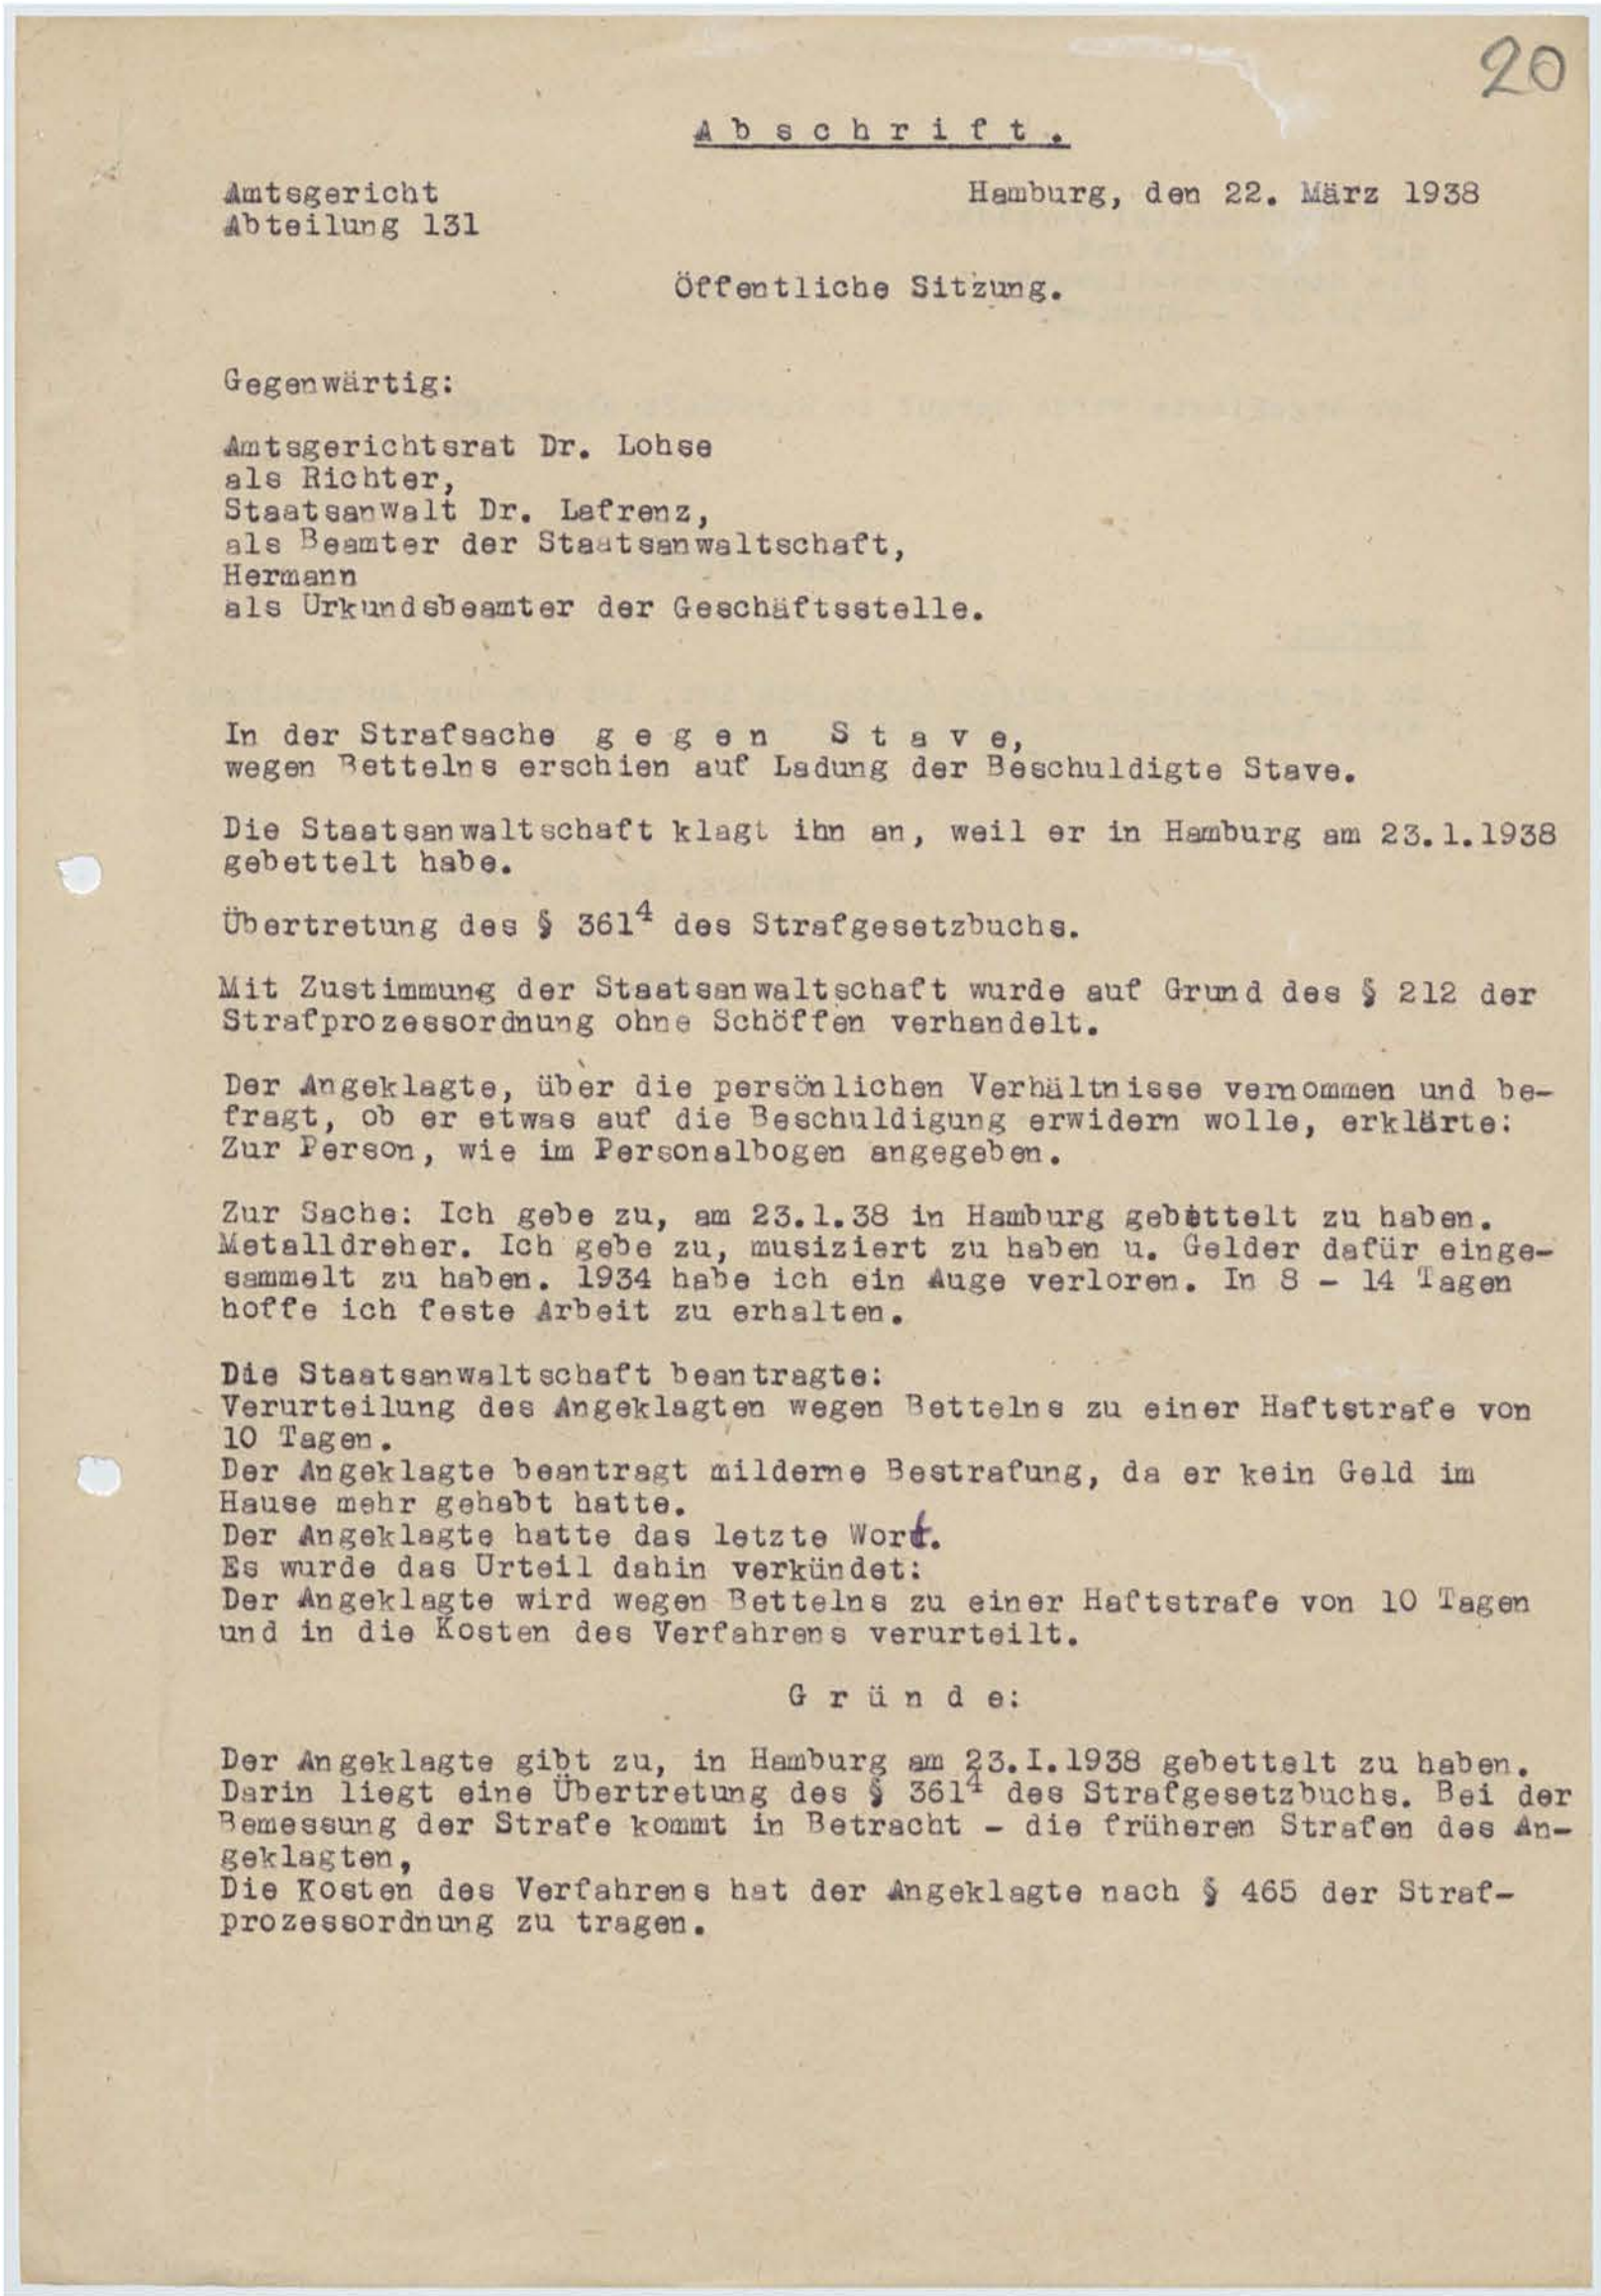 20
Abschrift.
Amtsgericht
Hamburg, den 22. März 1938
Abteilung 131
Öffentliche Sitzung.
Gegenwärtig:
Amtsgerichtsrat Dr. Lohse
als Richter,
Staatsanwalt Dr. Lafrenz,
als Beamter der Staatsanwaltschaft,
Hermann
als Urkundsbeamter der Geschäftsstelle.
In der Strafsache g e g e n S t a v e,
wegen Bettelns erschien auf Ladung der Beschuldigte Stave.
Die Staatsanwaltschaft klagt ihn an, weil er in Hamburg am 23.1.1938
gebettelt habe.
Übertretung des § 361⁴ des Strafgesetzbuchs.
Mit Zustimmung der Staatsanwaltschaft wurde auf Grund des § 212 der
Strafprozessordnung ohne Schöffen verhandelt.
Der Angeklagte, über die persönlichen Verhältnisse vernommen und be-
fragt, ob er etwas auf die Beschuldigung erwidern wolle, erklärte:
Zur Person, wie im Personalbogen angegeben.
Zur Sache: Ich gebe zu, am 23.1.38 in Hamburg gebettelt zu haben.
Metalldreher. Ich gebe zu, musiziert zu haben u. Gelder dafür einge-
sammelt zu haben. 1934 habe ich ein Auge verloren. In 8 - 14 Tagen
hoffe ich feste Arbeit zu erhalten.
Die Staatsanwaltschaft beantragte:
Verurteilung des Angeklagten wegen Bettelns zu einer Haftstrafe von
10 Tagen.
Der Angeklagte beantragt milderne Bestrafung, da er kein Geld im
Hause mehr gehabt hatte.
Der Angeklagte hatte das letzte Wort.
Es wurde das Urteil dahin verkündet:
Der Angeklagte wird wegen Bettelns zu einer Haftstrafe von 10 Tagen
und in die Kosten des Verfahrens verurteilt.
G r ü n d e:
Der Angeklagte gibt zu, in Hamburg am 23.I.1938 gebettelt zu haben.
Darin liegt eine Übertretung des § 361⁴ des Strafgesetzbuchs. Bei der
Bemessung der Strafe kommt in Betracht - die früheren Strafen des An-
geklagten,
Die Kosten des Verfahrens hat der Angeklagte nach § 465 der Straf-
prozessordnung zu tragen.